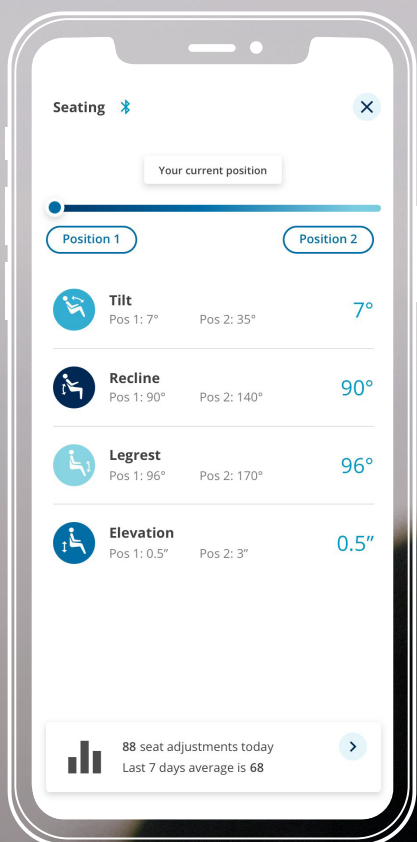 Seating
Your current position
Position 1 Position 2
Tilt
Pos 1: 7° Pos 2: 35° 7°
Recline
Pos 1: 90° Pos 2: 140° 90°
Legrest
Pos 1: 96° Pos 2: 170° 96°
Elevation
Pos 1: 0.5” Pos 2: 3” 0.5”
88 seat adjustments today
Last 7 days average is 68